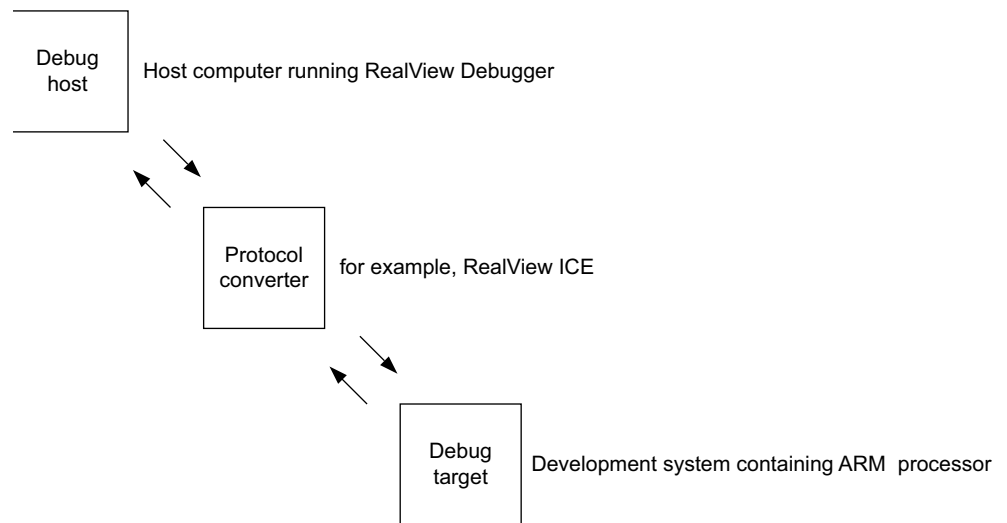 Debug
host
Host computer running RealView Debugger
Protocol
converter
for example, RealView ICE
Debug
target
Development system containing ARM  processor